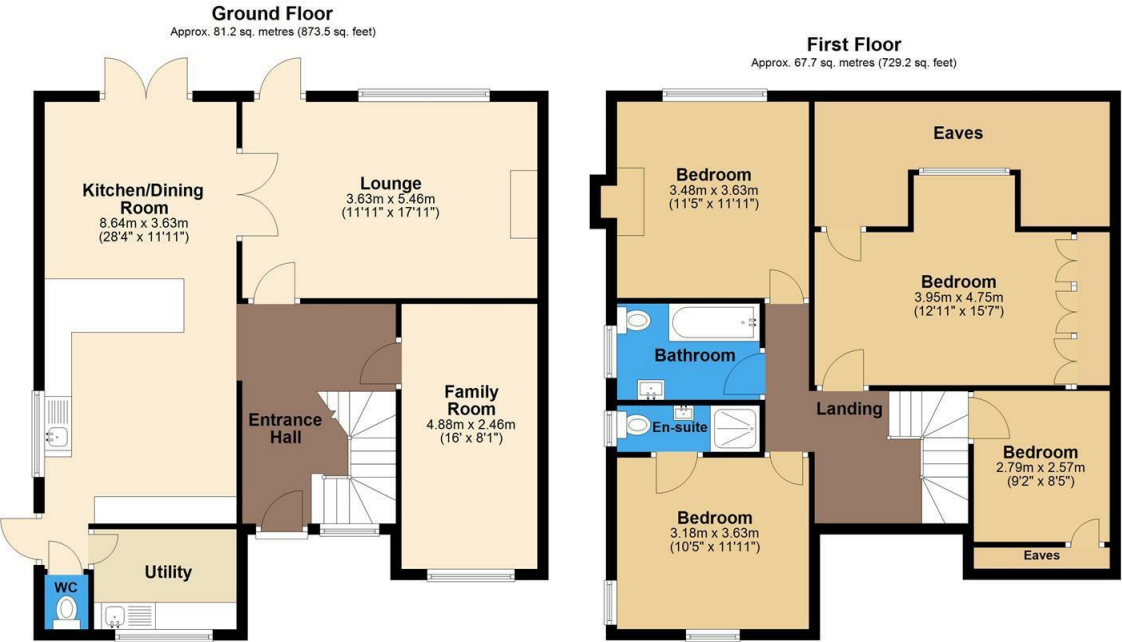 Ground Floor
Approx. 81.2 sq. metres (873.5 sq. feet)
Kitchen/Dining
Room
8.64m x 3.63m
(28'4" x 11'11")
Lounge
3.63m x 5.46m
(11'11" x 17'11")
Entrance
Hall
Family
Room
4.88m x 2.46m
(16' x 8'1")
WC
Utility
First Floor
Approx. 67.7 sq. metres (729.2 sq. feet)
Bedroom
3.48m x 3.63m
(11'5" x 11'11")
Eaves
Bedroom
3.95m x 4.75m
(12'11" x 15'7")
Bathroom
En-suite
Landing
Bedroom
2.79m x 2.57m
(9'2" x 8'5")
Bedroom
3.18m x 3.63m
(10'5" x 11'11")
Eaves